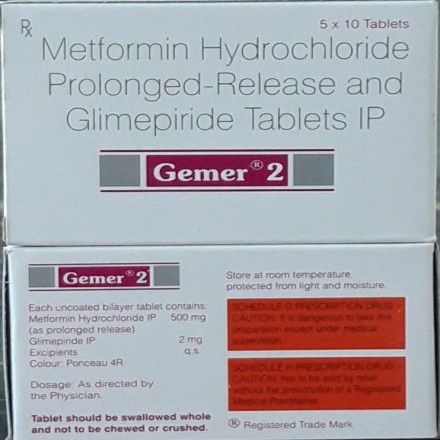 Rx
5 x 10 Tablets
Metformin Hydrochloride
Prolonged-Release and
Glimepiride Tablets IP
Gemer® 2
Gemer® 2
Each uncoated bilayer tablet contains:
Metformin Hydrochloride IP 500 mg
(as prolonged release)
Glimepiride IP 2 mg
Excipients q.s.
Colour: Ponceau 4R
Dosage: As directed by
the Physician.
Tablet should be swallowed whole
and not to be chewed or crushed.
Store at room temperature,
protected from light and moisture.
SCHEDULE G PRESCRIPTION DRUG -
CAUTION: It is dangerous to take this
preparation except under medical
supervision.
SCHEDULE H PRESCRIPTION DRUG -
CAUTION: Not to be sold by retail
without the prescription of a Registered
Medical Practitioner.
® Registered Trade Mark